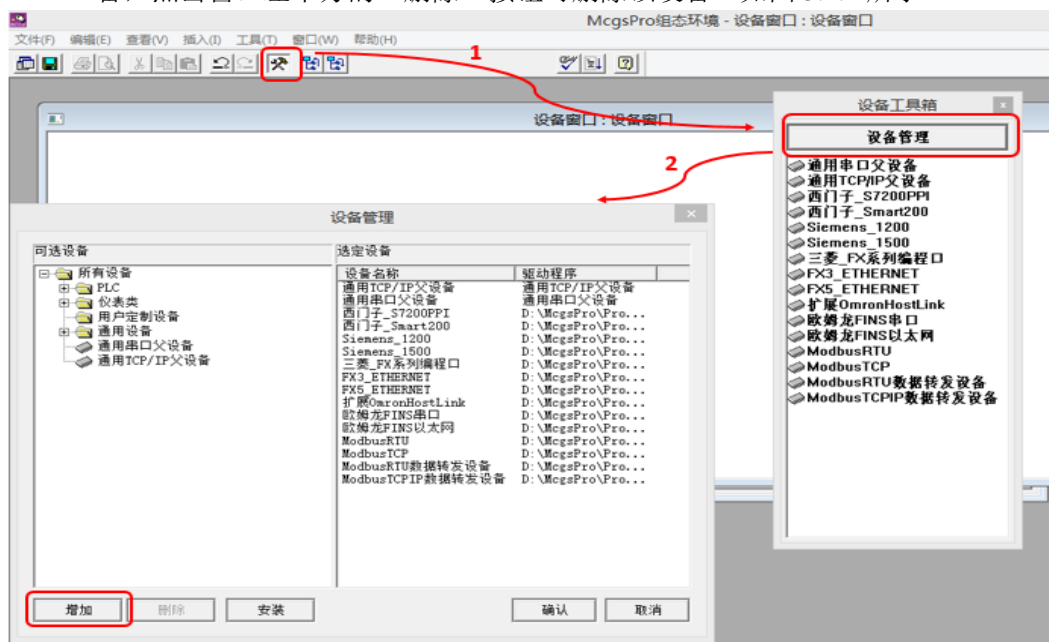 McgsPro组态环境 - 设备窗口 : 设备窗口
文件(F) 编辑(E) 查看(V) 插入(I) 工具(T) 窗口(W) 帮助(H)
1
设备窗口 : 设备窗口
设备工具箱
设备管理
通用串口父设备
通用TCP/IP父设备
西门子_S7200PPI
西门子_Smart200
Siemens_1200
Siemens_1500
三菱_FX系列编程口
FX3_ETHERNET
FX5_ETHERNET
扩展OmronHostLink
欧姆龙FINS串口
欧姆龙FINS以太网
ModbusRTU
ModbusTCP
ModbusRTU数据转发设备
ModbusTCPIP数据转发设备
2
设备管理
可选设备
所有设备
PLC
仪表类
用户定制设备
通用设备
通用串口父设备
通用TCP/IP父设备
选定设备
设备名称 驱动程序
通用TCP/IP父设备 通用TCP/IP父设备
通用串口父设备 通用串口父设备
西门子_S7200PPI D:\McgsPro\Pro...
西门子_Smart200 D:\McgsPro\Pro...
Siemens_1200 D:\McgsPro\Pro...
Siemens_1500 D:\McgsPro\Pro...
三菱_FX系列编程口 D:\McgsPro\Pro...
FX3_ETHERNET D:\McgsPro\Pro...
FX5_ETHERNET D:\McgsPro\Pro...
扩展OmronHostLink D:\McgsPro\Pro...
欧姆龙FINS串口 D:\McgsPro\Pro...
欧姆龙FINS以太网 D:\McgsPro\Pro...
ModbusRTU D:\McgsPro\Pro...
ModbusTCP D:\McgsPro\Pro...
ModbusRTU数据转发设备 D:\McgsPro\Pro...
ModbusTCPIP数据转发设备 D:\McgsPro\Pro...
增加 删除 安装 确认 取消